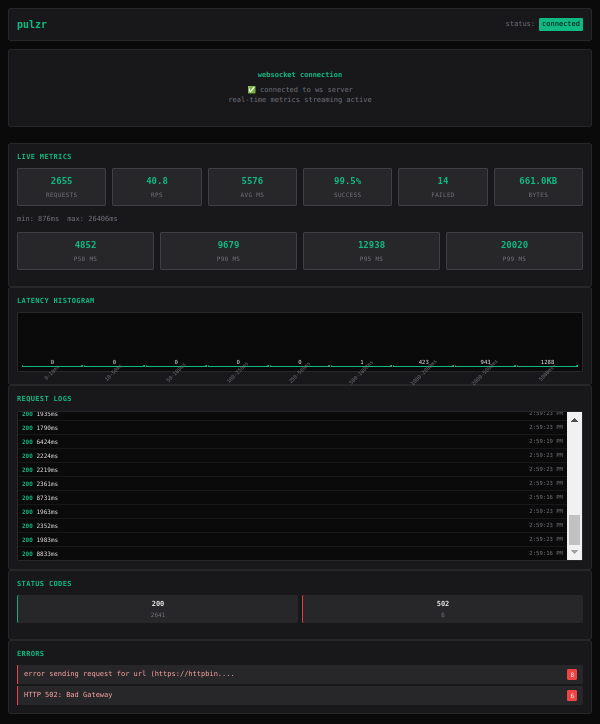 pulzr
status: connected
websocket connection
✅ connected to ws server
real-time metrics streaming active
LIVE METRICS
2655 40.8 5576 99.5% 14 661.0KB
REQUESTS RPS AVG MS SUCCESS FAILED BYTES
min: 876ms max: 26406ms
4852 9679 12938 20020
P50 MS P90 MS P95 MS P99 MS
LATENCY HISTOGRAM
0 0 0 0 0 1 423 943 1288
REQUEST LOGS
200 1935ms 2:59:23 PM
200 1790ms 2:59:23 PM
200 6424ms 2:59:19 PM
200 2224ms 2:59:23 PM
200 2219ms 2:59:23 PM
200 2361ms 2:59:23 PM
200 8731ms 2:59:16 PM
200 1963ms 2:59:23 PM
200 2352ms 2:59:23 PM
200 1983ms 2:59:23 PM
200 8833ms 2:59:16 PM
STATUS CODES
200 502
2641 6
ERRORS
error sending request for url (https://httpbin.... 8
HTTP 502: Bad Gateway 6